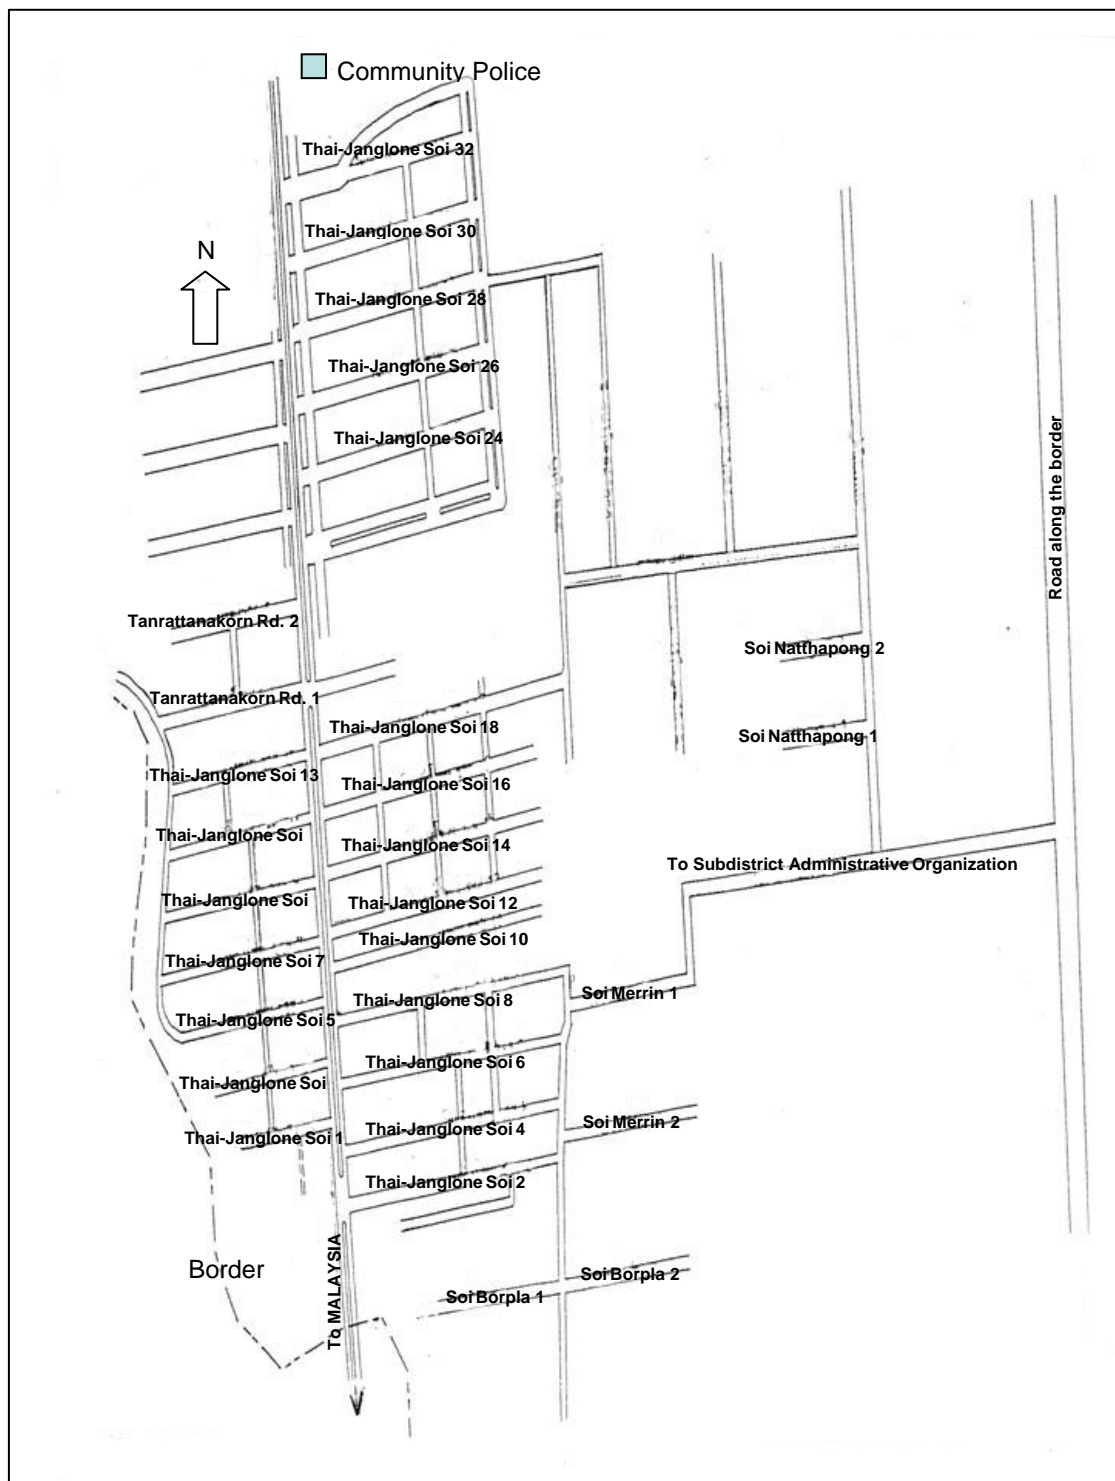 Community Police
Thai-Janglone Soi 32
Thai-Janglone Soi 30
N
Thai-Janglone Soi 28
Thai-Janglone Soi 26
Thai-Janglone Soi 24
Road along the border
Tanrattanakorn Rd. 2
Soi Natthapong 2
Tanrattanakorn Rd. 1
Thai-Janglone Soi 18
Soi Natthapong 1
Thai-Janglone Soi 13
Thai-Janglone Soi 16
Thai-Janglone Soi
Thai-Janglone Soi 14
To Subdistrict Administrative Organization
Thai-Janglone Soi
Thai-Janglone Soi 12
Thai-Janglone Soi 10
Thai-Janglone Soi 7
Thai-Janglone Soi 8
Soi Merrin 1
Thai-Janglone Soi 5
Thai-Janglone Soi 6
Thai-Janglone Soi
Thai-Janglone Soi 4
Soi Merrin 2
Thai-Janglone Soi 1
Thai-Janglone Soi 2
Border
To MALAYSIA
Soi Borpla 2
Soi Borpla 1